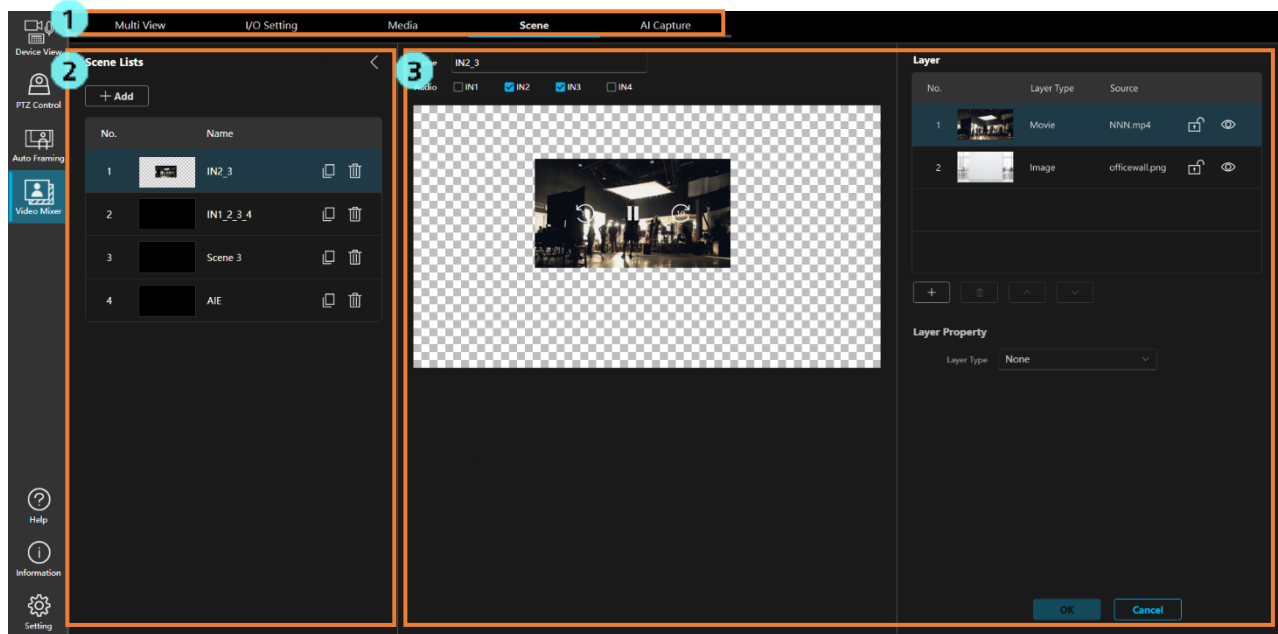 1
Multi View I/O Setting Media Scene AI Capture
Device View
PTZ Control
Auto Framing
Video Mixer
Help
Information
Setting
2
Scene Lists
+ Add
No. Name
1 IN2_3
2 IN1_2_3_4
3 Scene 3
4 AIE
3
IN2_3
IN1 IN2 IN3 IN4
10 10
Layer
No. Layer Type Source
1 Movie NNN.mp4
2 Image officewall.png
Layer Property
Layer Type None
OK Cancel